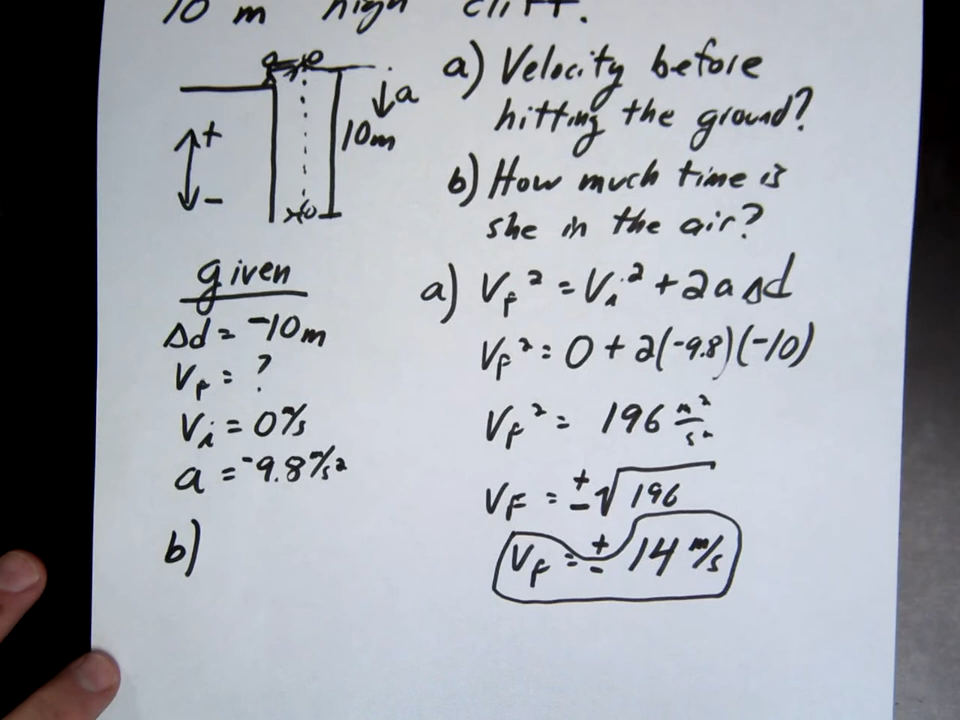 10 m high cliff.
a) Velocity before
hitting the ground?
b) How much time is
she in the air?
↓a
10m
+
-
given
Δd = -10m
Vf = ?
Vi = 0 m/s
a = -9.8 m/s²
b)
a) Vf² = Vi² + 2aΔd
Vf² = 0 + 2(-9.8)(-10)
Vf² = 196 m²/s²
VF = ±√196
Vf = ± 14 m/s